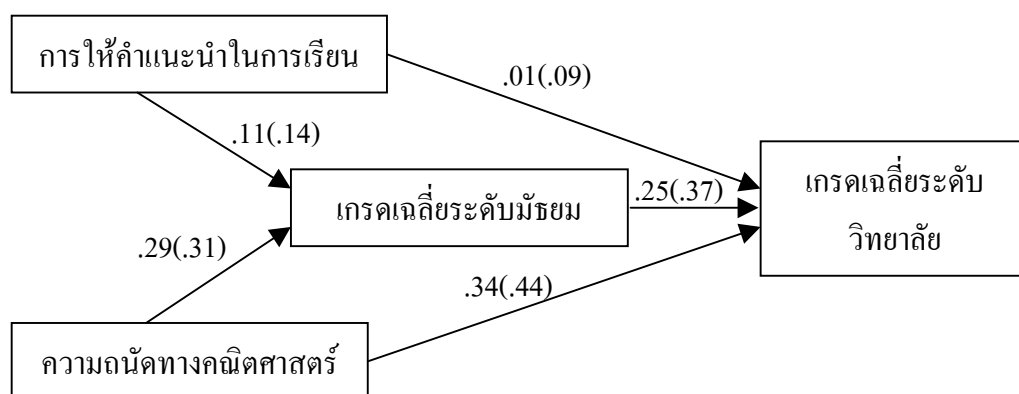 การให้คำแนะนำในการเรียน
.01(.09)
.11(.14)
เกรดเฉลี่ยระดับมัธยม
.25(.37)
เกรดเฉลี่ยระดับ
วิทยาลัย
.29(.31)
.34(.44)
ความถนัดทางคณิตศาสตร์